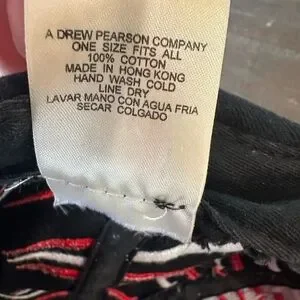 A DREW PEARSON COMPANY
ONE SIZE FITS ALL
100% COTTON
MADE IN HONG KONG
HAND WASH COLD
LINE DRY
LAVAR MANO CON AGUA FRIA
SECAR COLGADO